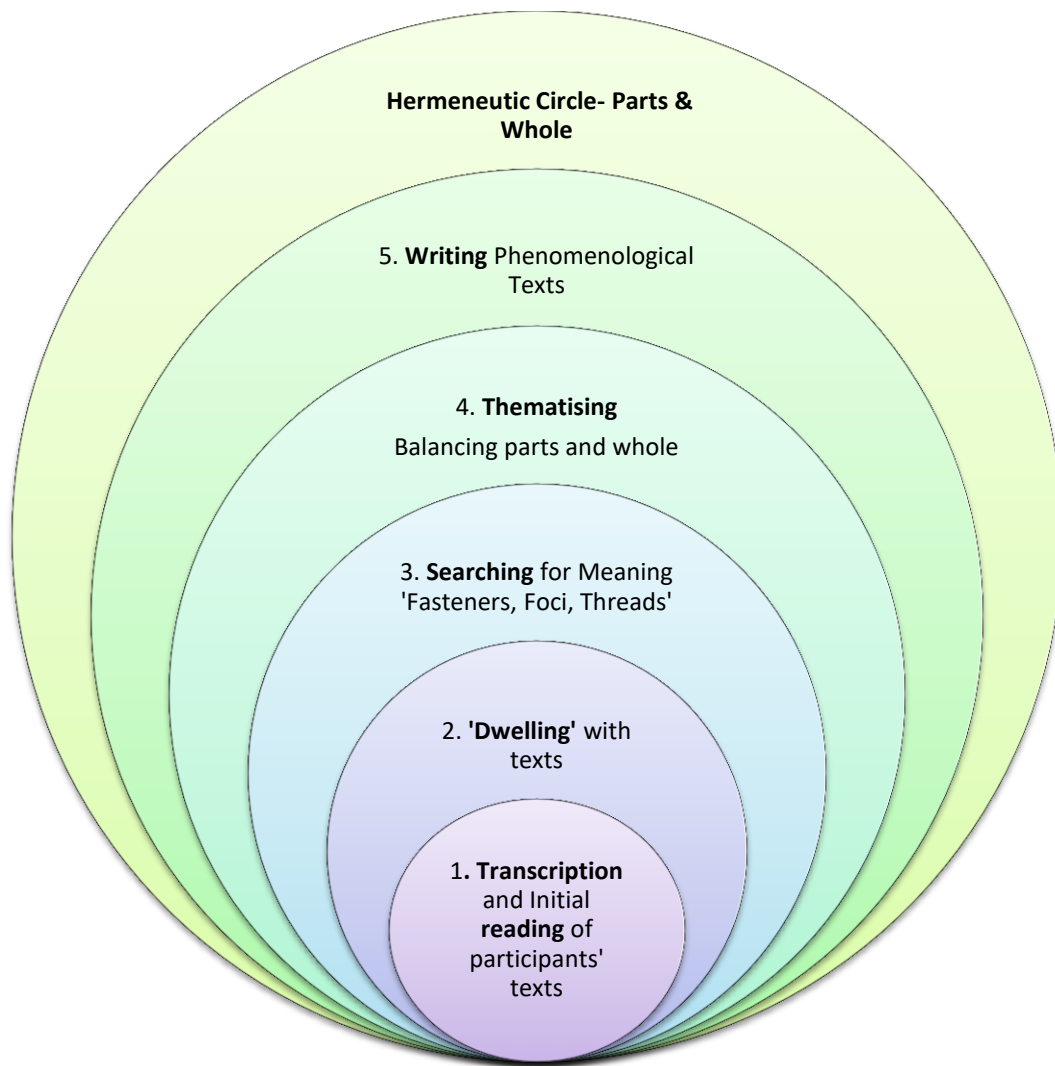 Hermeneutic Circle- Parts &
Whole
5. Writing Phenomenological
Texts
4. Thematising
Balancing parts and whole
3. Searching for Meaning
'Fasteners, Foci, Threads'
2. 'Dwelling' with
texts
1. Transcription
and Initial
reading of
participants'
texts